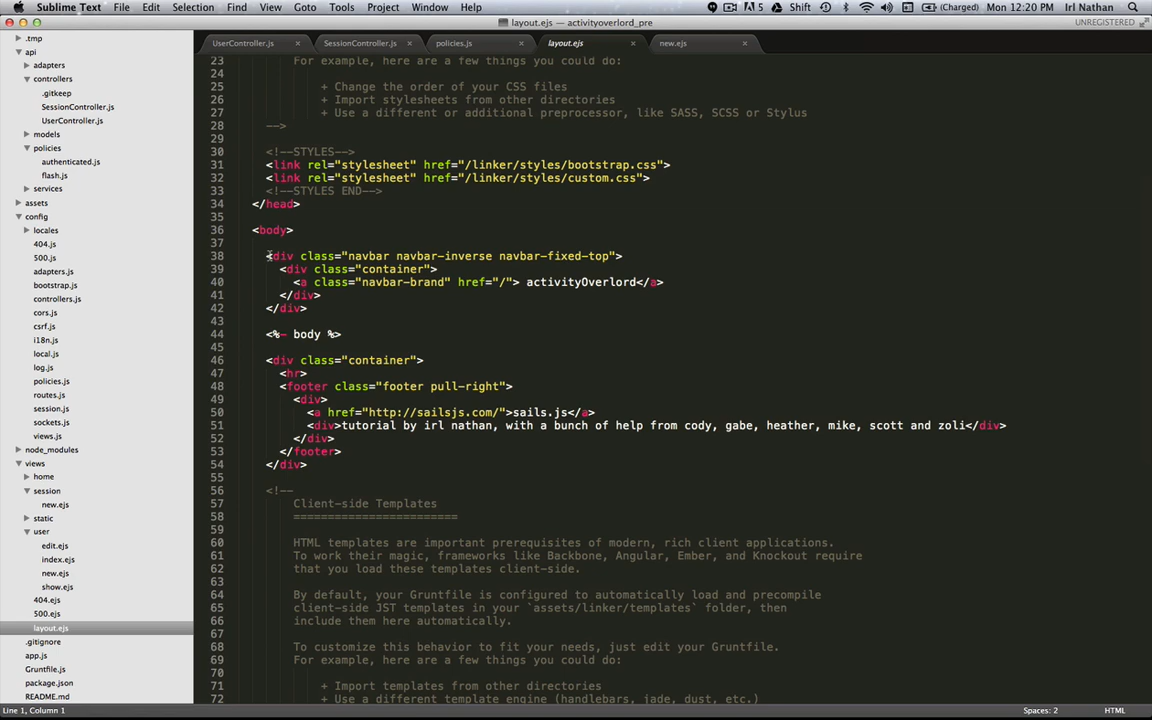 Sublime Text File Edit Selection Find View Goto Tools Project Window Help 5 Shift (Charged) Mon 12:20 PM Irl Nathan
layout.ejs — activityoverlord_pre UNREGISTERED
UserController.js SessionController.js policies.js layout.ejs new.ejs
.tmp
api
adapters
controllers
.gitkeep
SessionController.js
UserController.js
models
policies
authenticated.js
flash.js
services
assets
config
locales
404.js
500.js
adapters.js
bootstrap.js
controllers.js
cors.js
csrf.js
i18n.js
local.js
log.js
policies.js
routes.js
session.js
sockets.js
views.js
node_modules
views
home
session
new.ejs
static
user
edit.ejs
index.ejs
new.ejs
show.ejs
404.ejs
500.ejs
layout.ejs
.gitignore
app.js
Gruntfile.js
package.json
README.md
23 For example, here are a few things you could do:
24
25 + Change the order of your CSS files
26 + Import stylesheets from other directories
27 + Use a different or additional preprocessor, like SASS, SCSS or Stylus
28 -->
29
30 <!--STYLES-->
31 <link rel="stylesheet" href="/linker/styles/bootstrap.css">
32 <link rel="stylesheet" href="/linker/styles/custom.css">
33 <!--STYLES END-->
34 </head>
35
36 <body>
37
38 <div class="navbar navbar-inverse navbar-fixed-top">
39 <div class="container">
40 <a class="navbar-brand" href="/"> activityOverlord</a>
41 </div>
42 </div>
43
44 <%- body %>
45
46 <div class="container">
47 <hr>
48 <footer class="footer pull-right">
49 <div>
50 <a href="http://sailsjs.com/">sails.js</a>
51 <div>tutorial by irl nathan, with a bunch of help from cody, gabe, heather, mike, scott and zoli</div>
52 </div>
53 </footer>
54 </div>
55
56 <!--
57 Client-side Templates
58 ========================
59
60 HTML templates are important prerequisites of modern, rich client applications.
61 To work their magic, frameworks like Backbone, Angular, Ember, and Knockout require
62 that you load these templates client-side.
63
64 By default, your Gruntfile is configured to automatically load and precompile
65 client-side JST templates in your `assets/linker/templates` folder, then
66 include them here automatically.
67
68 To customize this behavior to fit your needs, just edit your Gruntfile.
69 For example, here are a few things you could do:
70
71 + Import templates from other directories
72 + Use a different template engine (handlebars, jade, dust, etc.)
Line 1, Column 1 Spaces: 2 HTML